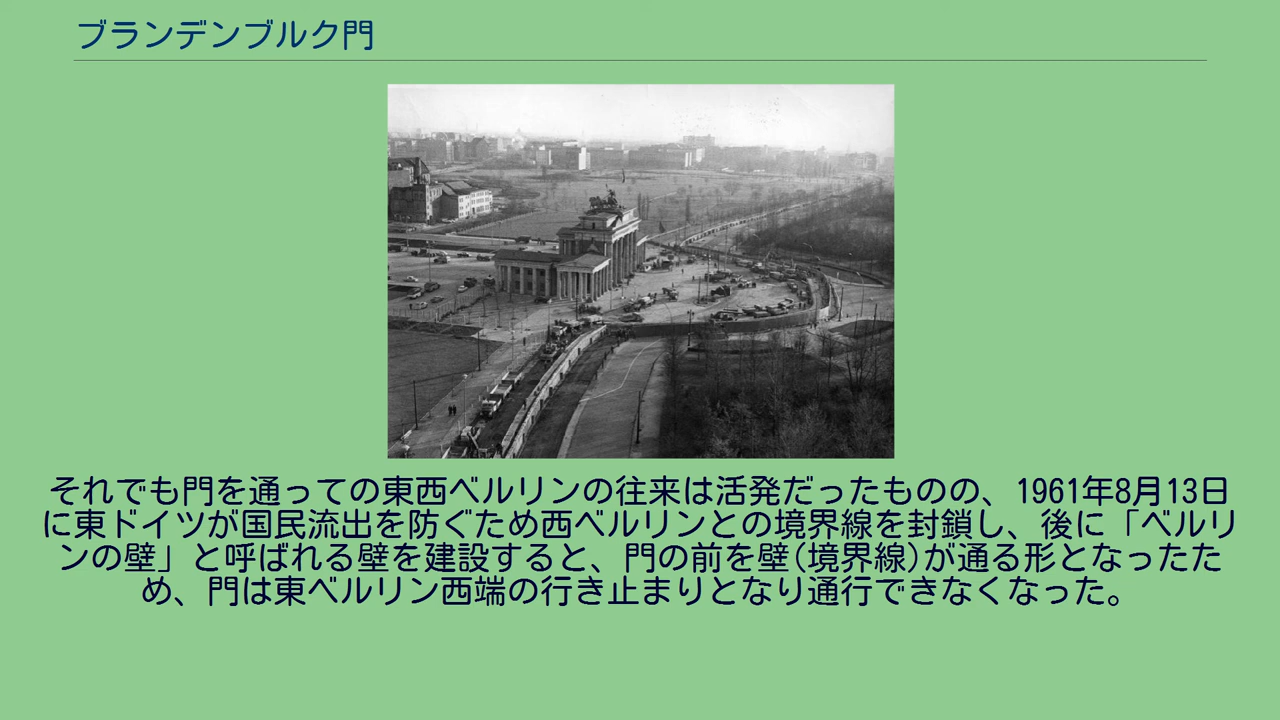 ブランデンブルク門
それでも門を通っての東西ベルリンの往来は活発だったものの、1961年8月13日
に東ドイツが国民流出を防ぐため西ベルリンとの境界線を封鎖し、後に「ベルリ
ンの壁」と呼ばれる壁を建設すると、門の前を壁(境界線)が通る形となったた
め、門は東ベルリン西端の行き止まりとなり通行できなくなった。